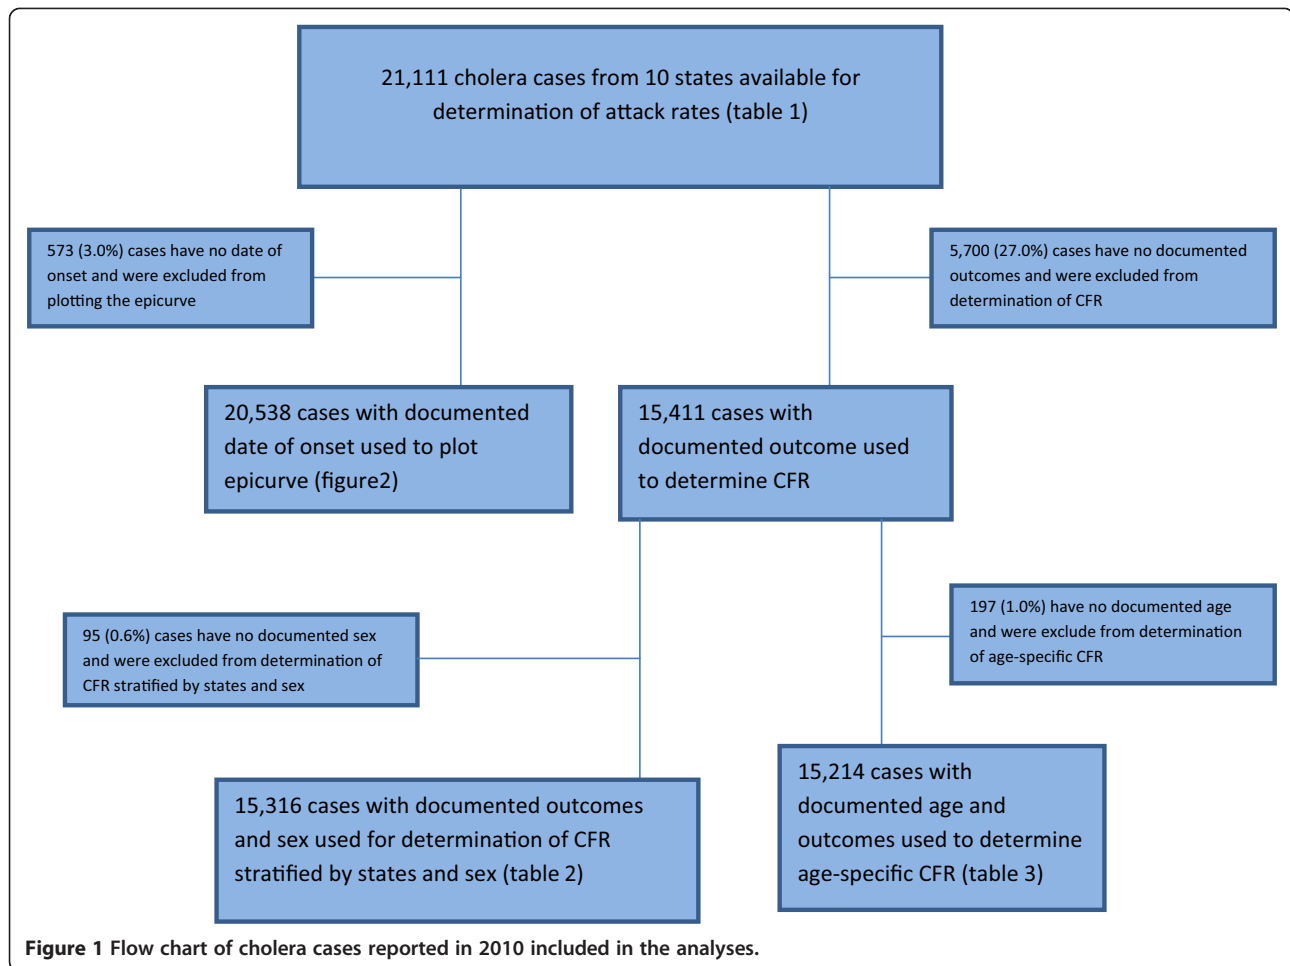 21,111 cholera cases from 10 states available for
determination of attack rates (table 1)
573 (3.0%) cases have no date of
onset and were excluded from
plotting the epicurve
5,700 (27.0%) cases have no documented
outcomes and were excluded from
determination of CFR
20,538 cases with documented
date of onset used to plot
epicurve (figure2)
15,411 cases with
documented outcome used
to determine CFR
95 (0.6%) cases have no documented sex
and were excluded from determination of
CFR stratified by states and sex
197 (1.0%) have no documented age
and were exclude from determination
of age-specific CFR
15,316 cases with documented outcomes
and sex used for determination of CFR
stratified by states and sex (table 2)
15,214 cases with
documented age and
outcomes used to determine
age-specific CFR (table 3)
Figure 1 Flow chart of cholera cases reported in 2010 included in the analyses.